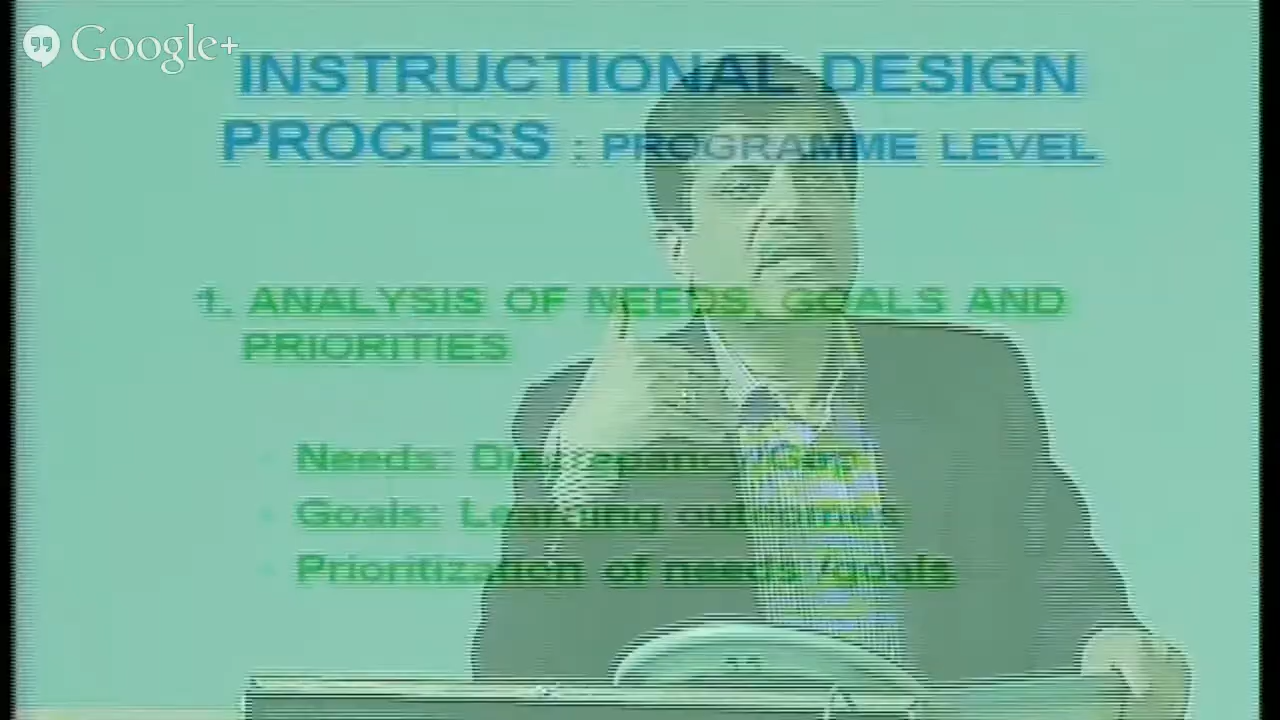 Google+
INSTRUCTIONAL DESIGN
PROCESS : PROGRAMME LEVEL
1. ANALYSIS OF NEEDS, GOALS AND
PRIORITIES
Needs:
Goals: Learning outcomes
Prioritization of needs /goals